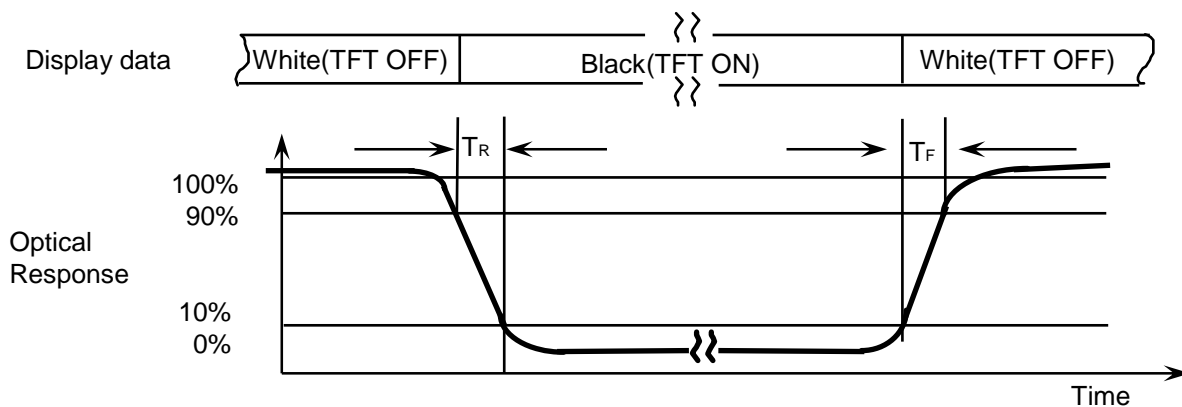 Display data
White(TFT OFF)
Black(TFT ON)
White(TFT OFF)
TR
TF
100%
90%
Optical
Response
10%
0%
Time